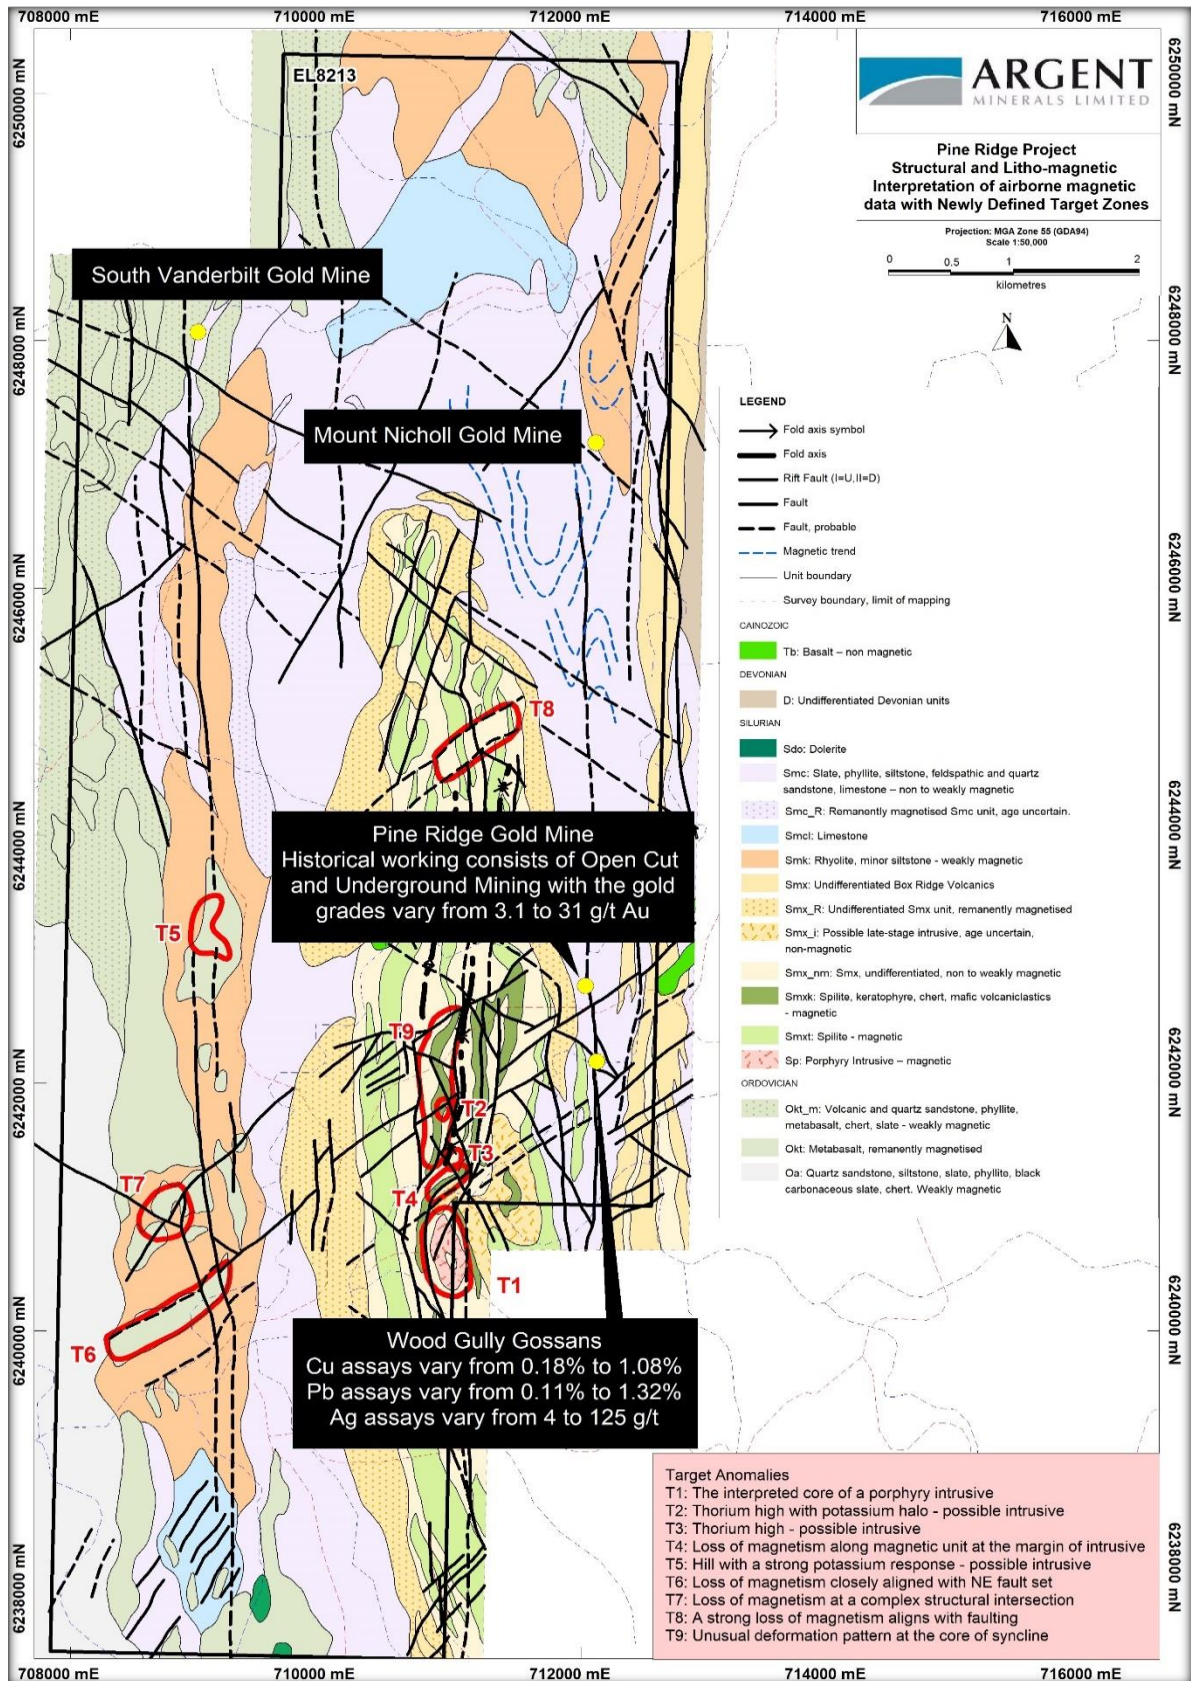 708000 mE
710000 mE
712000 mE
714000 mE
716000 mE
6250000 mN
6250000 mN
EL8213
ARGENT
MINERALS LIMITED
Pine Ridge Project
Structural and Litho-magnetic
Interpretation of airborne magnetic
data with Newly Defined Target Zones
Projection: MGA Zone 55 (GDA94)
Scale 1:50,000
0 0.5 1 2
kilometres
N
South Vanderbilt Gold Mine
6248000 mN
6248000 mN
Mount Nicholl Gold Mine
LEGEND
Fold axis symbol
Fold axis
Rift Fault (I=U,II=D)
Fault
Fault, probable
Magnetic trend
Unit boundary
Survey boundary, limit of mapping
6246000 mN
6246000 mN
CAINOZOIC
Tb: Basalt – non magnetic
DEVONIAN
D: Undifferentiated Devonian units
SILURIAN
Sdo: Dolerite
Smc: Slate, phyllite, siltstone, feldspathic and quartz
sandstone, limestone – non to weakly magnetic
Smc_R: Remanently magnetised Smc unit, age uncertain.
Smcl: Limestone
Smk: Rhyolite, minor siltstone - weakly magnetic
Smx: Undifferentiated Box Ridge Volcanics
Smx_R: Undifferentiated Smx unit, remanently magnetised
Smx_i: Possible late-stage intrusive, age uncertain,
non-magnetic
Smx_nm: Smx, undifferentiated, non to weakly magnetic
Smxk: Spilite, keratophyre, chert, mafic volcaniclastics
- magnetic
Smxt: Spilite - magnetic
Sp: Porphyry Intrusive – magnetic
ORDOVICIAN
Okt_m: Volcanic and quartz sandstone, phyllite,
metabasalt, chert, slate - weakly magnetic
Okt: Metabasalt, remanently magnetised
Oa: Quartz sandstone, siltstone, slate, phyllite, black
carbonaceous slate, chert. Weakly magnetic
T8
6244000 mN
6244000 mN
Pine Ridge Gold Mine
Historical working consists of Open Cut
and Underground Mining with the gold
grades vary from 3.1 to 31 g/t Au
T5
T9
6242000 mN
6242000 mN
T2
T3
T4
T7
T1
6240000 mN
6240000 mN
T6
Wood Gully Gossans
Cu assays vary from 0.18% to 1.08%
Pb assays vary from 0.11% to 1.32%
Ag assays vary from 4 to 125 g/t
Target Anomalies
T1: The interpreted core of a porphyry intrusive
T2: Thorium high with potassium halo - possible intrusive
T3: Thorium high - possible intrusive
T4: Loss of magnetism along magnetic unit at the margin of intrusive
T5: Hill with a strong potassium response - possible intrusive
T6: Loss of magnetism closely aligned with NE fault set
T7: Loss of magnetism at a complex structural intersection
T8: A strong loss of magnetism aligns with faulting
T9: Unusual deformation pattern at the core of syncline
6238000 mN
6238000 mN
708000 mE
710000 mE
712000 mE
714000 mE
716000 mE